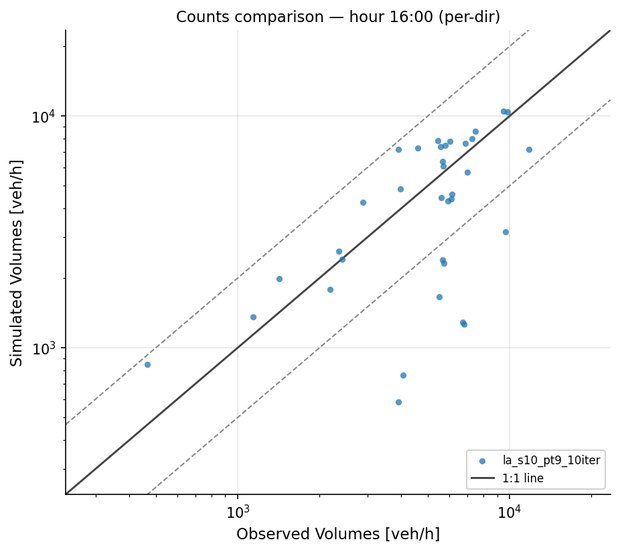 Counts comparison — hour 16:00 (per-dir)
Simulated Volumes [veh/h]
10⁴
10³
10³
10⁴
Observed Volumes [veh/h]
la_s10_pt9_10iter
1:1 line